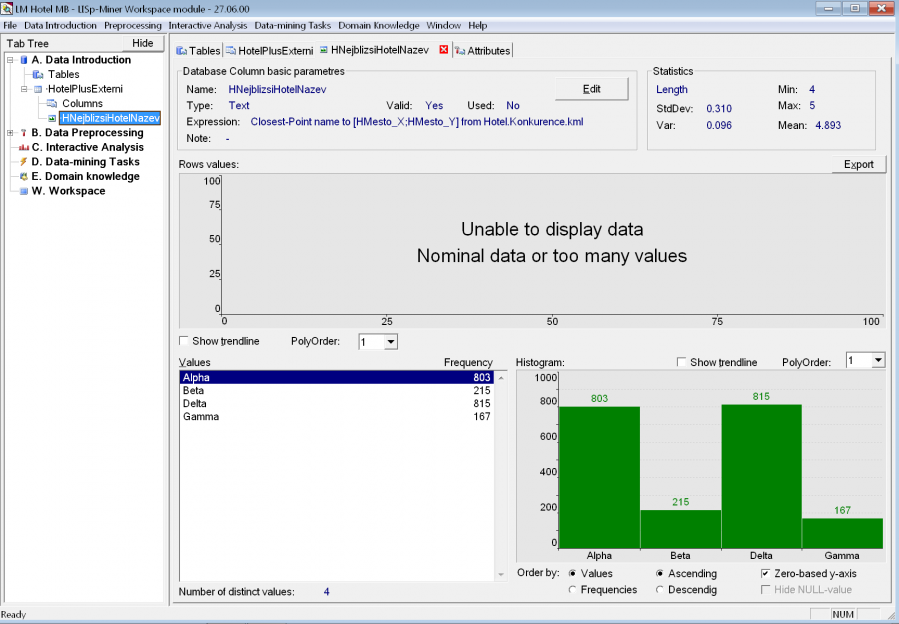 LM Hotel MB - LISp-Miner Workspace module - 27.06.00
File Data Introduction Preprocessing Interactive Analysis Data-mining Tasks Domain Knowledge Window Help
Tab Tree Hide
A. Data Introduction
Tables
HotelPlusExterni
Columns
HNejblizsiHotelNazev
B. Data Preprocessing
C. Interactive Analysis
D. Data-mining Tasks
E. Domain knowledge
W. Workspace
Tables HotelPlusExterni HNejblizsiHotelNazev Attributes
Database Column basic parametres
Name: HNejblizsiHotelNazev Edit
Type: Text Valid: Yes Used: No
Expression: Closest-Point name to [HMesto_X;HMesto_Y] from Hotel.Konkurence.kml
Note: -
Statistics
Length Min: 4
StdDev: 0.310 Max: 5
Var: 0.096 Mean: 4.893
Rows values: Export
100
75
50
25
0
Unable to display data
Nominal data or too many values
0 25 50 75 100
Show trendline PolyOrder: 1
Values Frequency
Alpha 803
Beta 215
Delta 815
Gamma 167
Number of distinct values: 4
Histogram: Show trendline PolyOrder: 1
1000
800
600
400
200
0
803 215 815 167
Alpha Beta Delta Gamma
Order by: Values Ascending Zero-based y-axis
Frequencies Descendig Hide NULL-value
Ready NUM